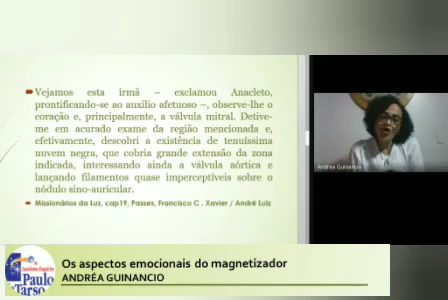 Vejamos esta irmã – exclamou Anacleto,
prontificando-se ao auxílio afetuoso –, observe-lhe o
coração e, principalmente, a válvula mitral. Detive-
me em acurado exame da região mencionada e,
efetivamente, descobri a existência de tenuíssima
nuvem negra, que cobria grande extensão da zona
indicada, interessando ainda a válvula aórtica e
lançando filamentos quase imperceptíveis sobre o
nódulo sino-auricular.
Missionários da Luz, cap19, Passes, Francisco C . Xavier / André Luiz
Andrea Guinancio
Os aspectos emocionais do magnetizador
ANDRÉA GUINANCIO
Paulo
Tarso